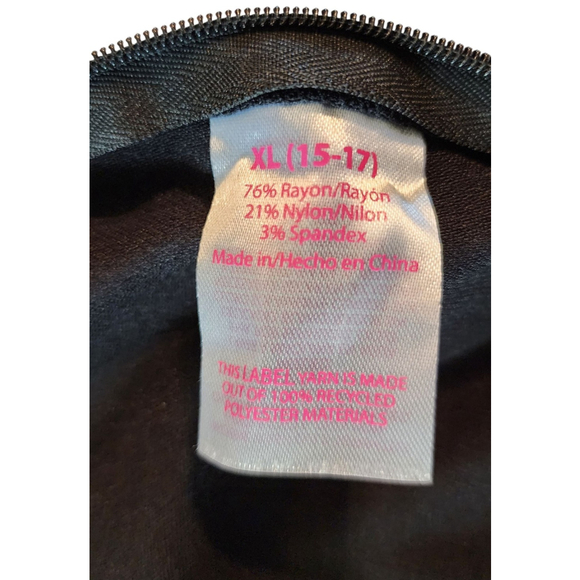 XL (15-17)
76% Rayon/Rayón
21% Nylon/Nilon
3% Spandex
Made in/Hecho en China
THIS LABEL YARN IS MADE
OUT OF 100% RECYCLED
POLYESTER MATERIALS